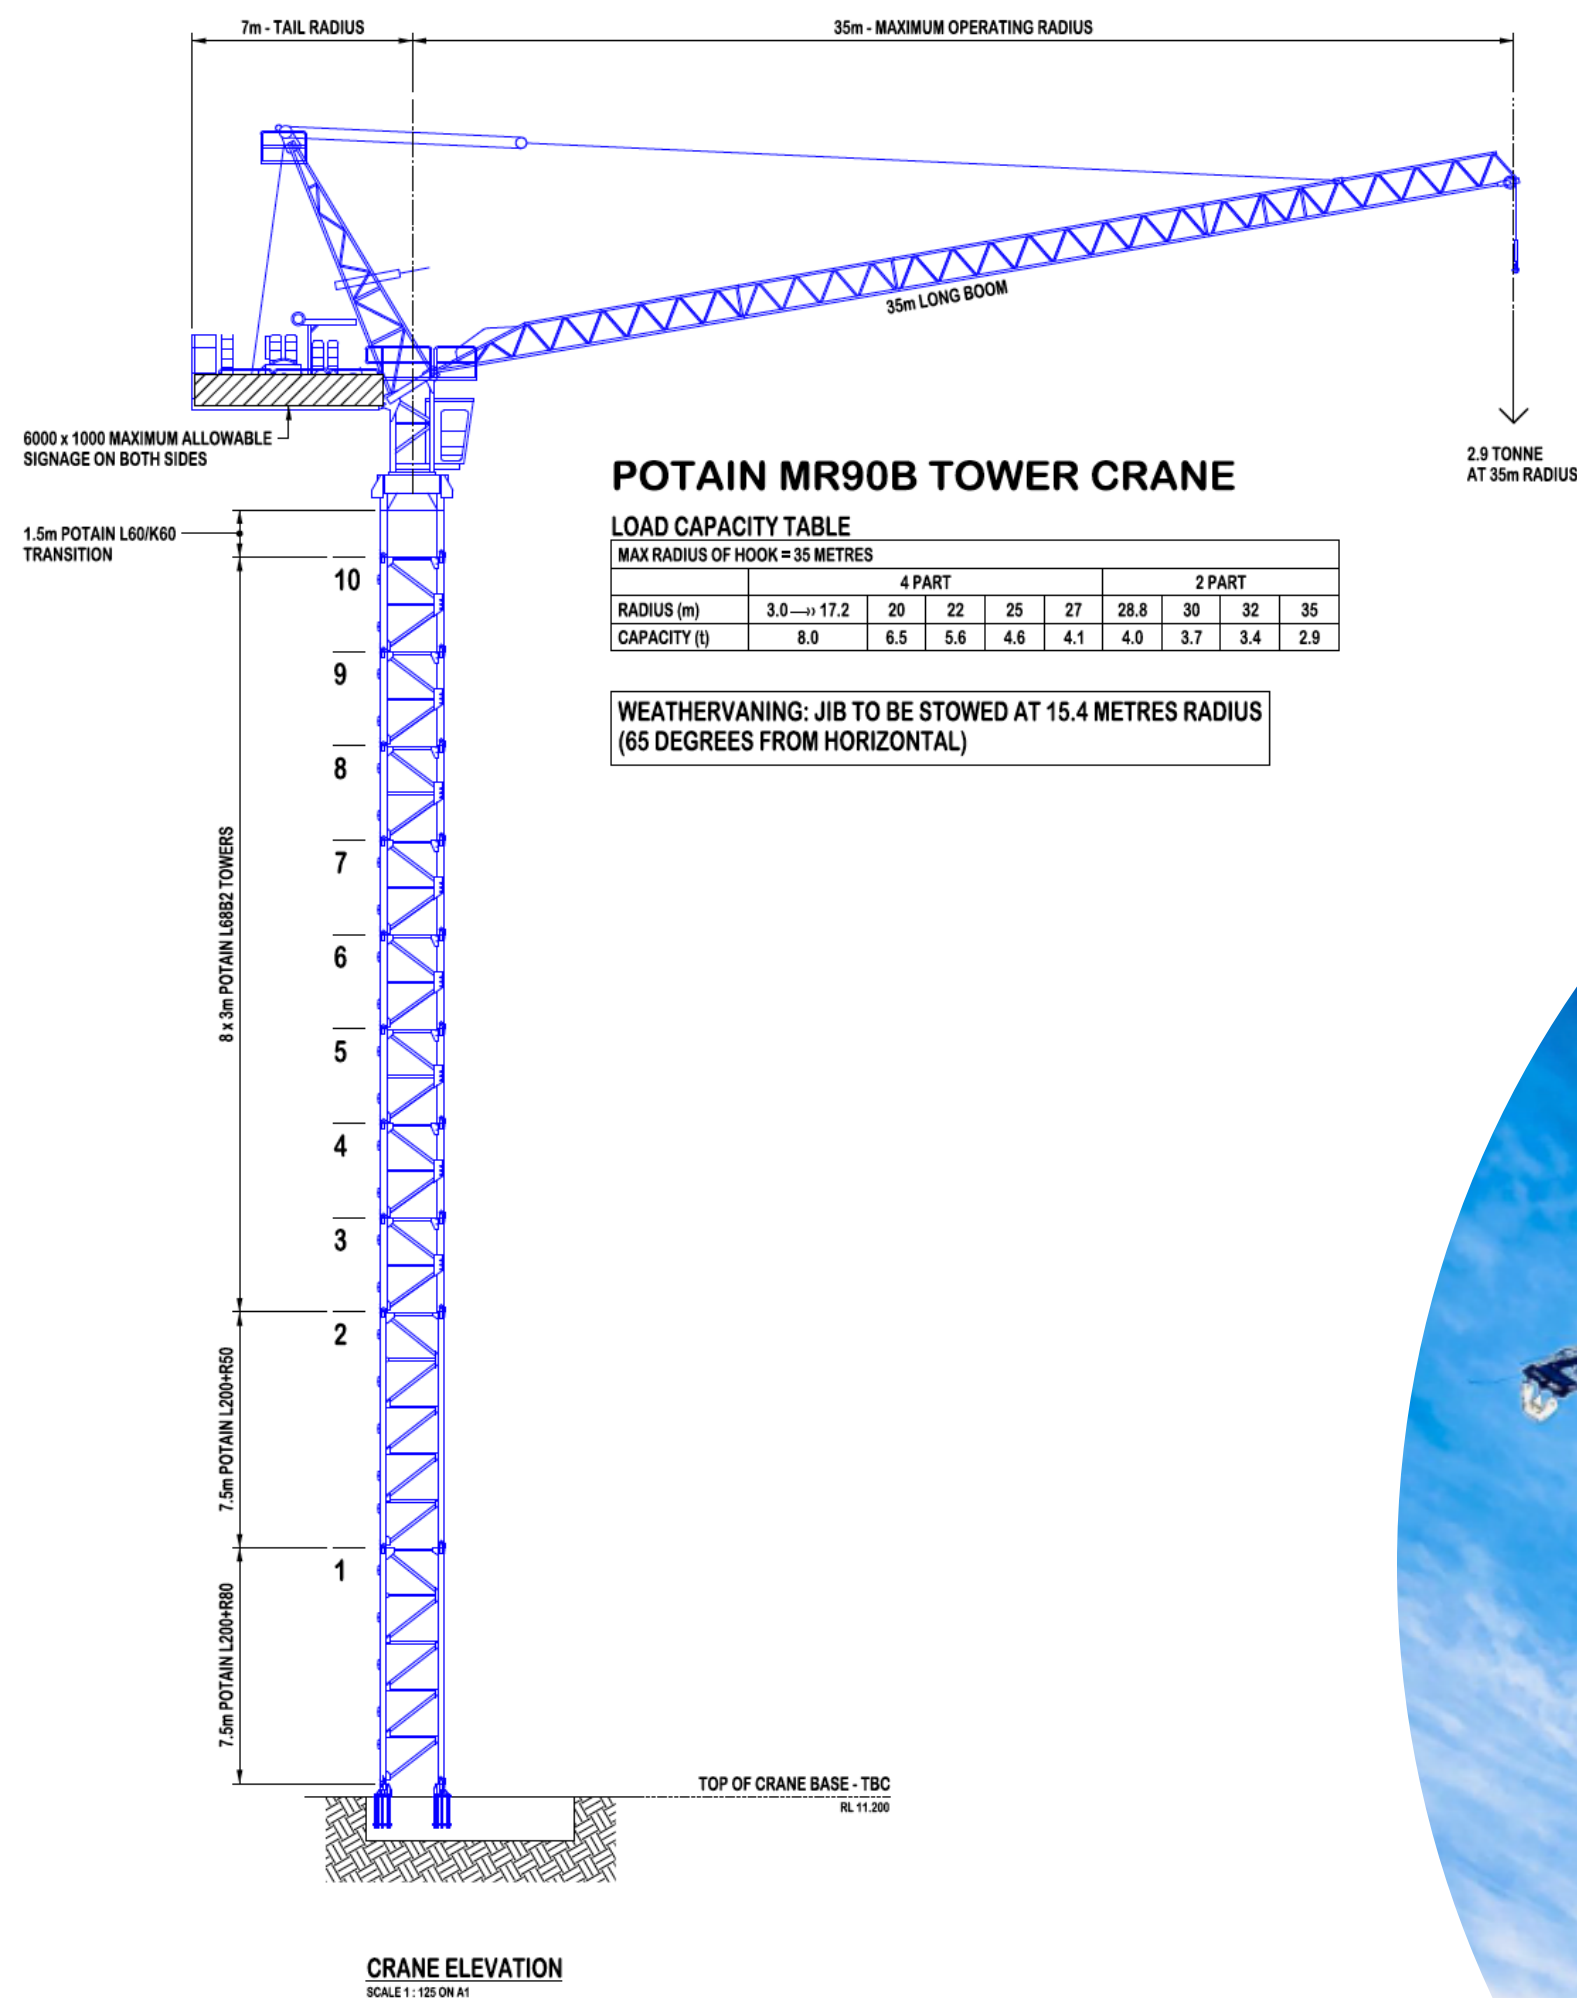 7m - TAIL RADIUS
35m - MAXIMUM OPERATING RADIUS
35m LONG BOOM
6000 x 1000 MAXIMUM ALLOWABLE
SIGNAGE ON BOTH SIDES
2.9 TONNE
AT 35m RADIUS
POTAIN MR90B TOWER CRANE
1.5m POTAIN L60/K60
TRANSITION
LOAD CAPACITY TABLE
MAX RADIUS OF HOOK = 35 METRES
4 PART 2 PART
RADIUS (m) 3.0 —›› 17.2 20 22 25 27 28.8 30 32 35
CAPACITY (t) 8.0 6.5 5.6 4.6 4.1 4.0 3.7 3.4 2.9
WEATHERVANING: JIB TO BE STOWED AT 15.4 METRES RADIUS
(65 DEGREES FROM HORIZONTAL)
10
9
8
7
6
5
4
3
2
1
8 x 3m POTAIN L68B2 TOWERS
7.5m POTAIN L200+R50
7.5m POTAIN L200+R80
TOP OF CRANE BASE - TBC
RL 11.200
CRANE ELEVATION
SCALE 1 : 125 ON A1